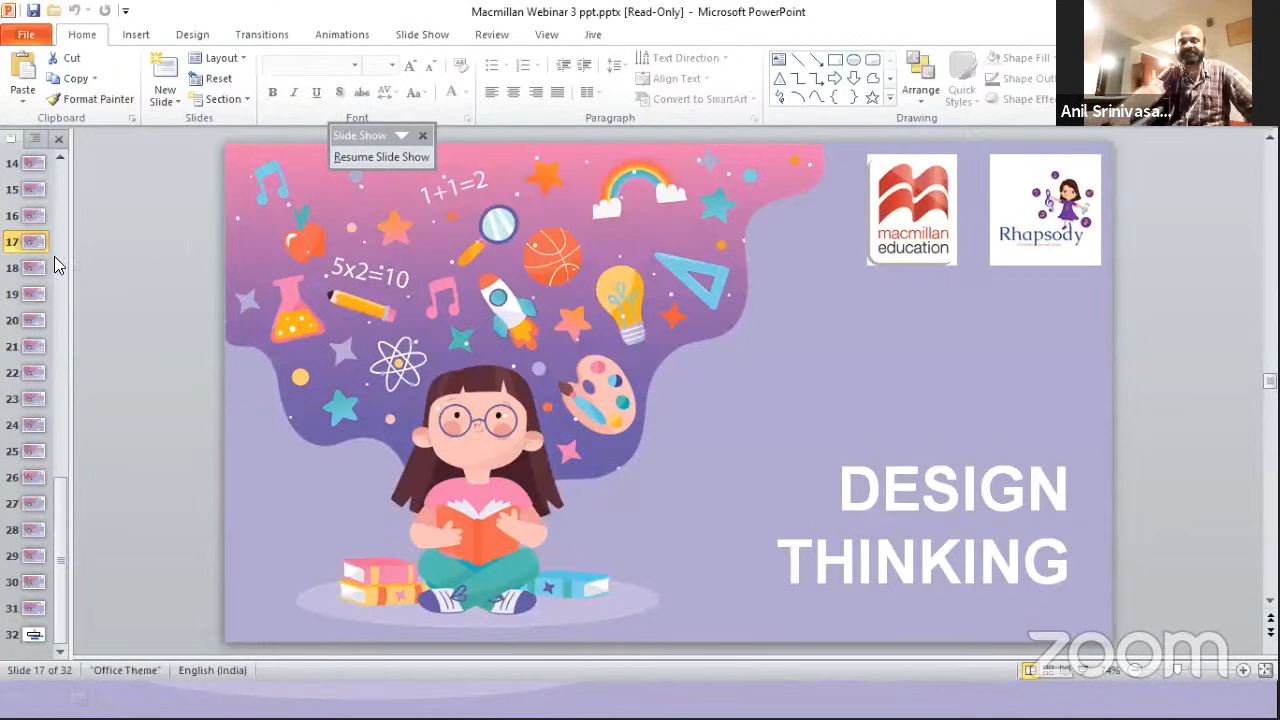 Macmillan Webinar 3 ppt.pptx [Read-Only] - Microsoft PowerPoint
File Home Insert Design Transitions Animations Slide Show Review View Jive
Paste
Cut
Copy
Format Painter
Clipboard
New
Slide
Layout
Reset
Section
Slides
B I U S abc AV Aa A
Font
Text Direction
Align Text
Convert to SmartArt
Paragraph
Arrange
Quick
Styles
Shape Fill
Shape Out
Drawing
Anil Srinivasa...
Slide Show
Resume Slide Show
14
15
16
17
18
19
20
21
22
23
24
25
26
27
28
29
30
31
32
1+1=2
5x2=10
macmillan
education
Rhapsody
DESIGN
THINKING
zoom
Slide 17 of 32 "Office Theme" English (India)